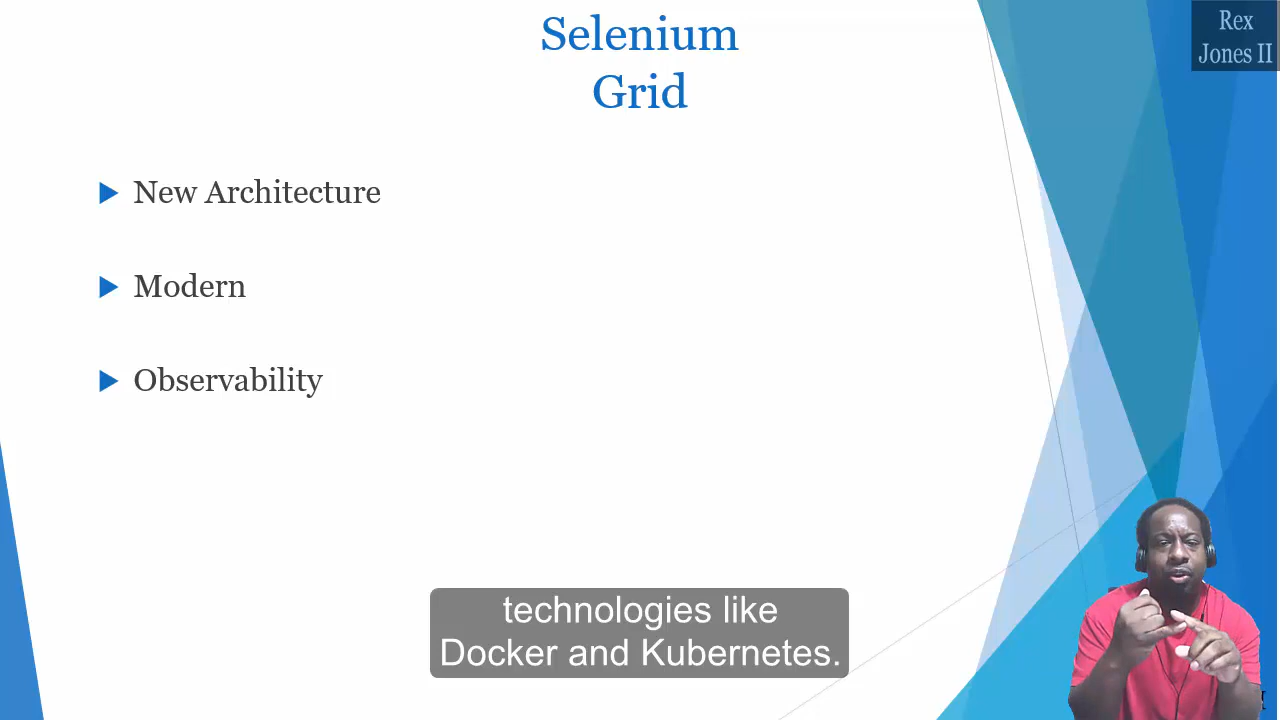 Selenium
Grid
Rex
Jones II
New Architecture
Modern
Observability
technologies like
Docker and Kubernetes.